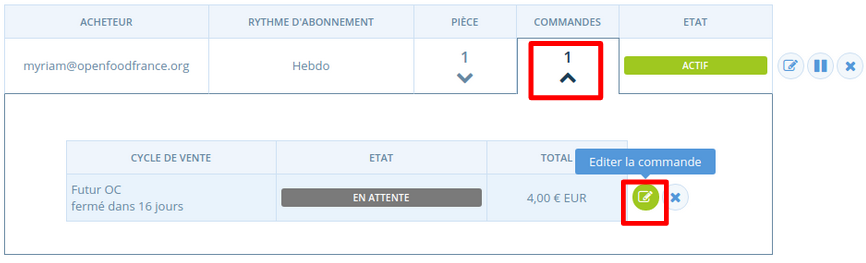 ACHETEUR RYTHME D'ABONNEMENT PIÈCE COMMANDES ETAT
myriam@openfoodfrance.org Hebdo 1 1 ACTIF
Editer la commande
CYCLE DE VENTE ETAT TOTAL
Futur OC
fermé dans 16 jours
EN ATTENTE 4,00 € EUR